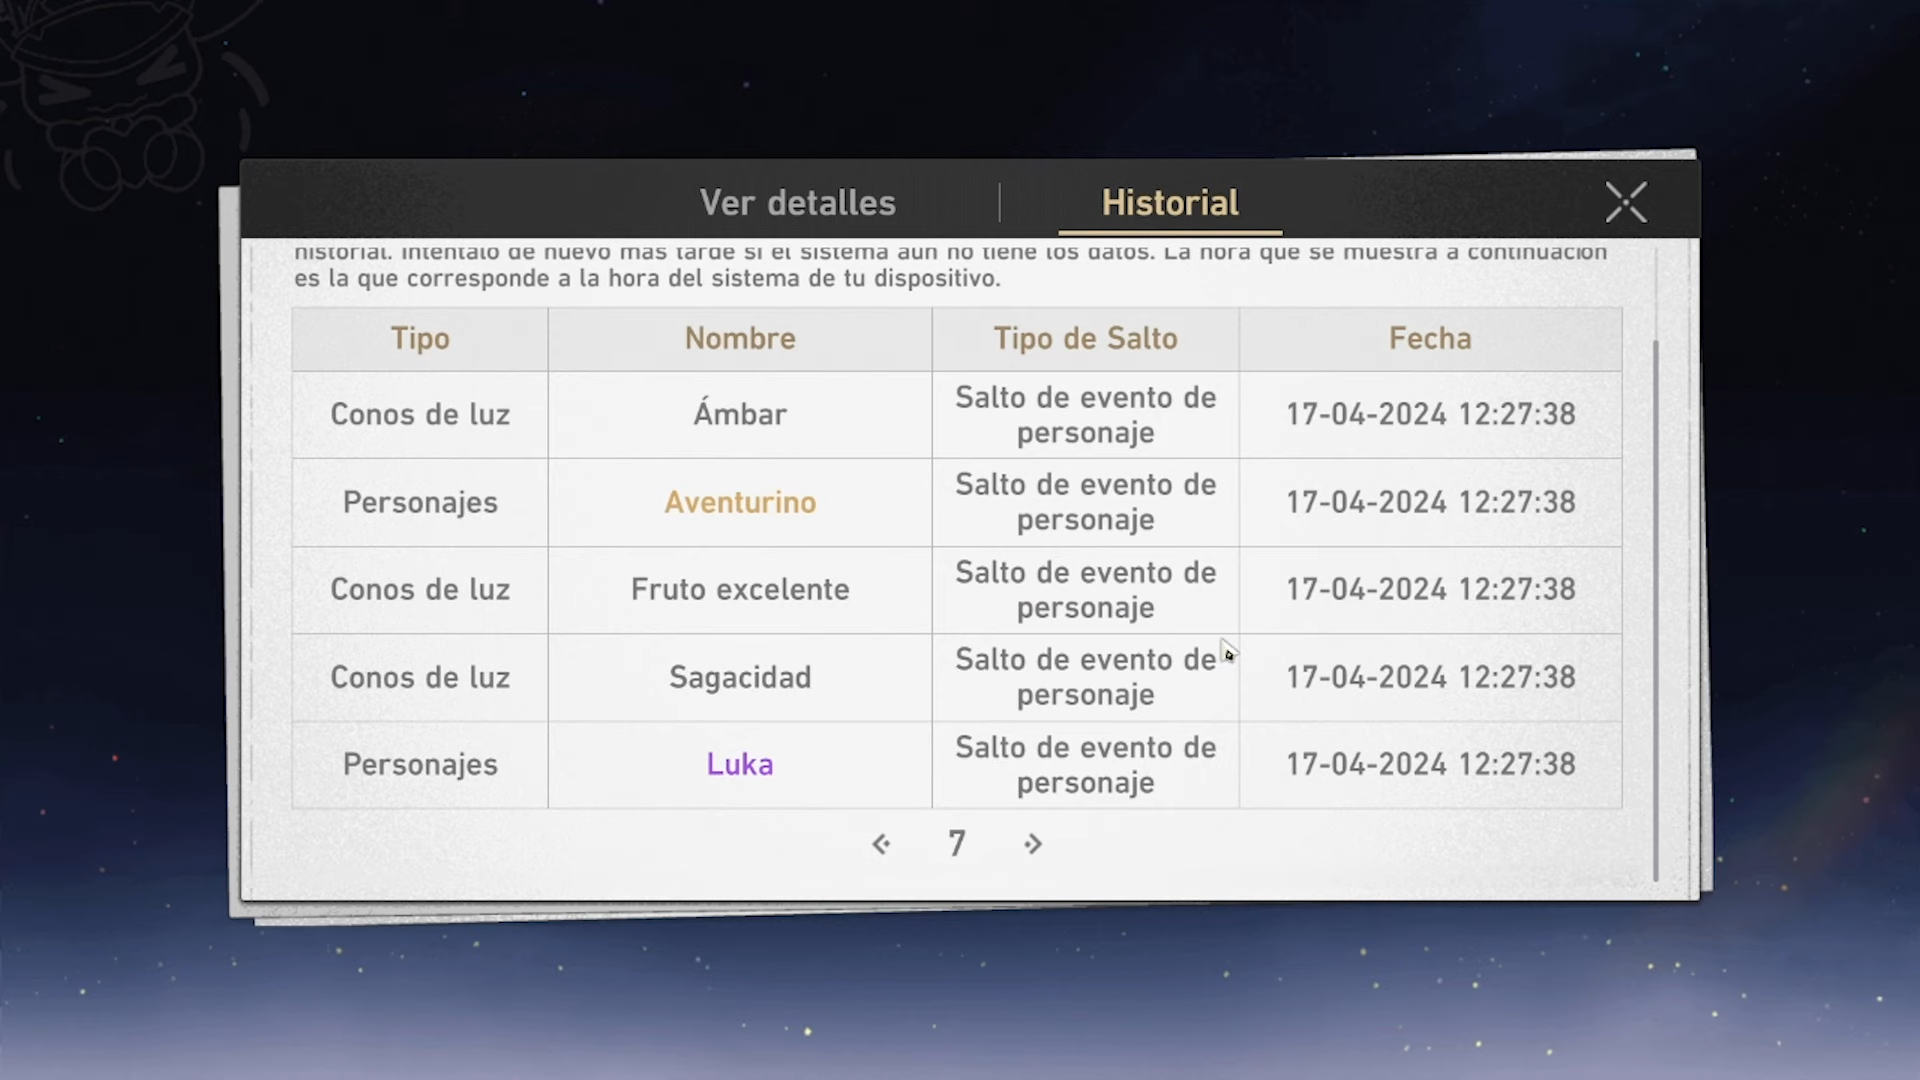 Ver detalles
Historial
historial. Inténtalo de nuevo más tarde si el sistema aún no tiene los datos. La hora que se muestra a continuación
es la que corresponde a la hora del sistema de tu dispositivo.
Tipo Nombre Tipo de Salto Fecha
Conos de luz Ámbar Salto de evento de
personaje 17-04-2024 12:27:38
Personajes Aventurino Salto de evento de
personaje 17-04-2024 12:27:38
Conos de luz Fruto excelente Salto de evento de
personaje 17-04-2024 12:27:38
Conos de luz Sagacidad Salto de evento de
personaje 17-04-2024 12:27:38
Personajes Luka Salto de evento de
personaje 17-04-2024 12:27:38
7